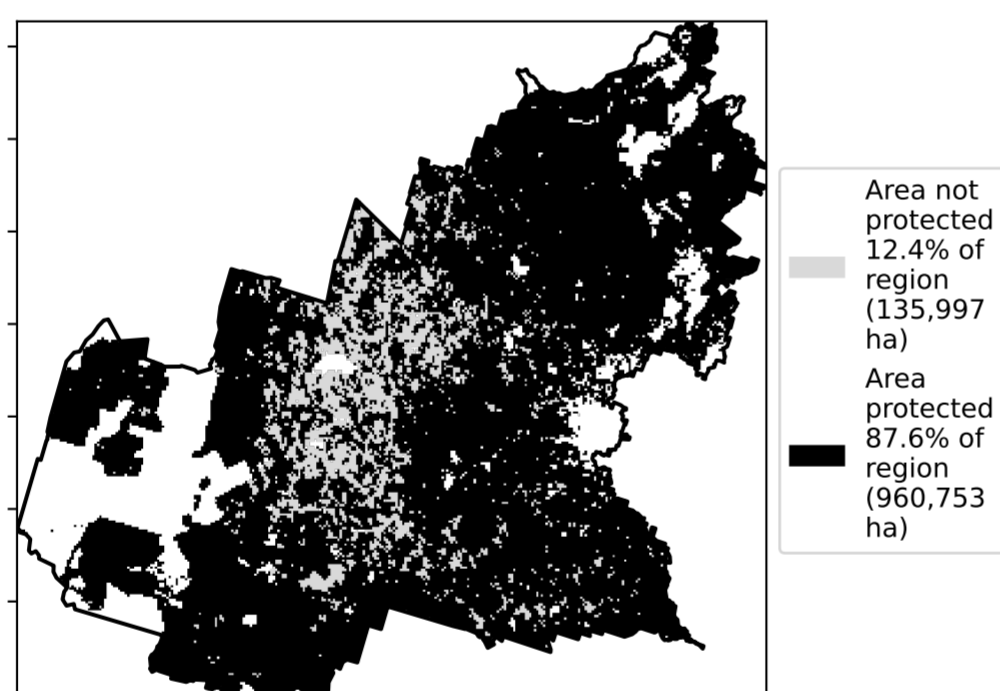 Area not
protected
12.4% of
region
(135,997
ha)
Area
protected
87.6% of
region
(960,753
ha)